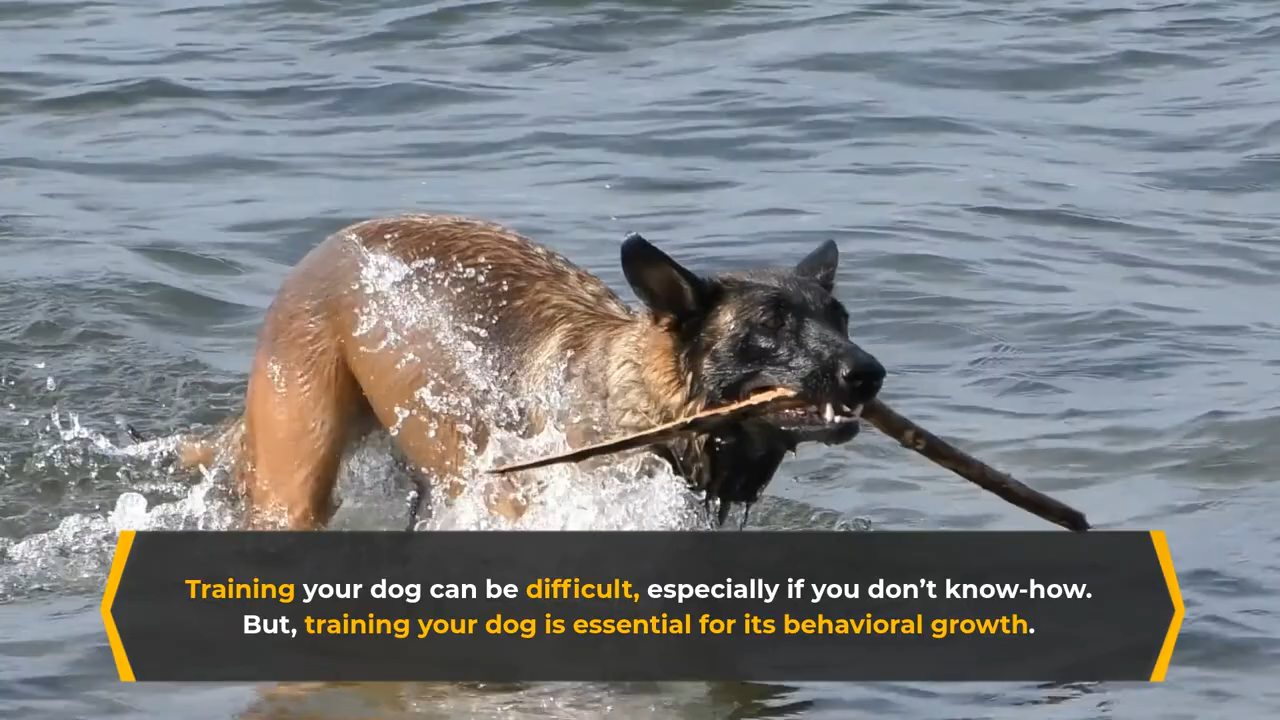 Training your dog can be difficult, especially if you don’t know-how.
But, training your dog is essential for its behavioral growth.